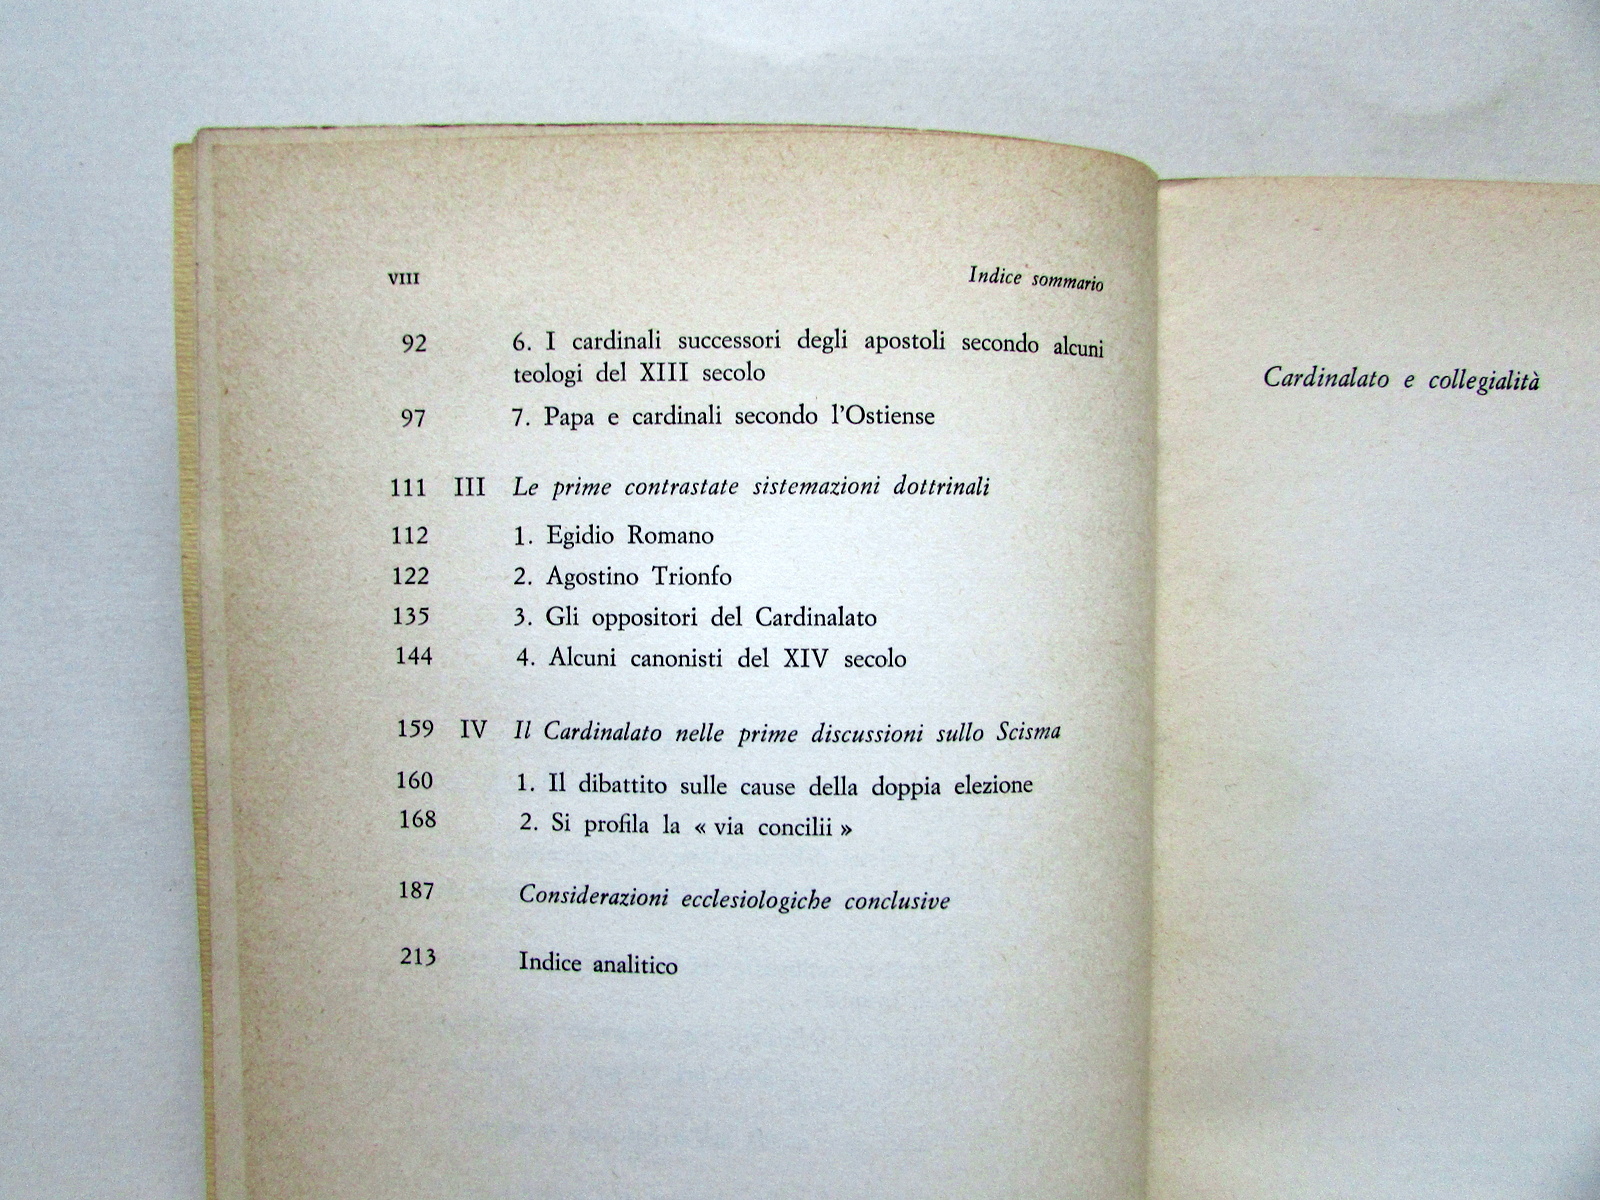 VIII Indice sommario
92 6. I cardinali successori degli apostoli secondo alcuni
teologi del XIII secolo
97 7. Papa e cardinali secondo l'Ostiense
111 III Le prime contrastate sistemazioni dottrinali
112 1. Egidio Romano
122 2. Agostino Trionfo
135 3. Gli oppositori del Cardinalato
144 4. Alcuni canonisti del XIV secolo
159 IV Il Cardinalato nelle prime discussioni sullo Scisma
160 1. Il dibattito sulle cause della doppia elezione
168 2. Si profila la « via concilii »
187 Considerazioni ecclesiologiche conclusive
213 Indice analitico
Cardinalato e collegialità